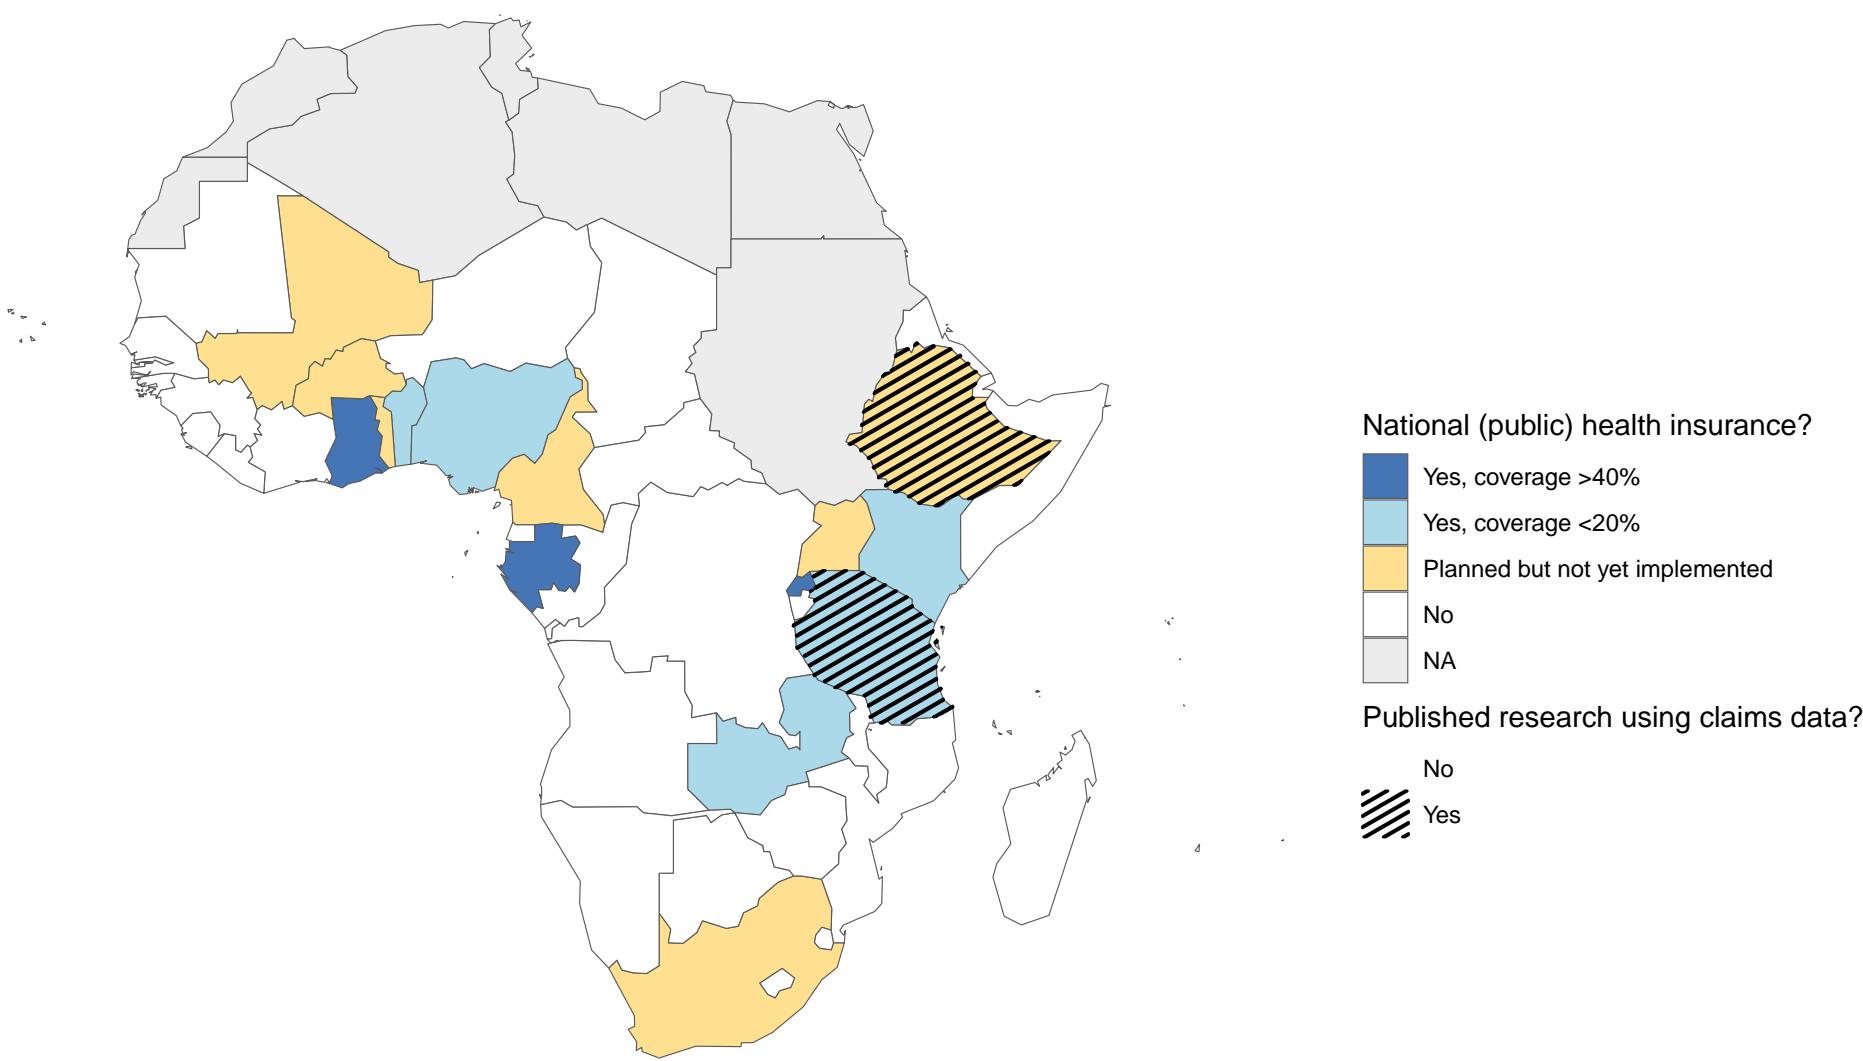 National (public) health insurance?
Yes, coverage >40%
Yes, coverage <20%
Planned but not yet implemented
No
NA
Published research using claims data?
No
Yes